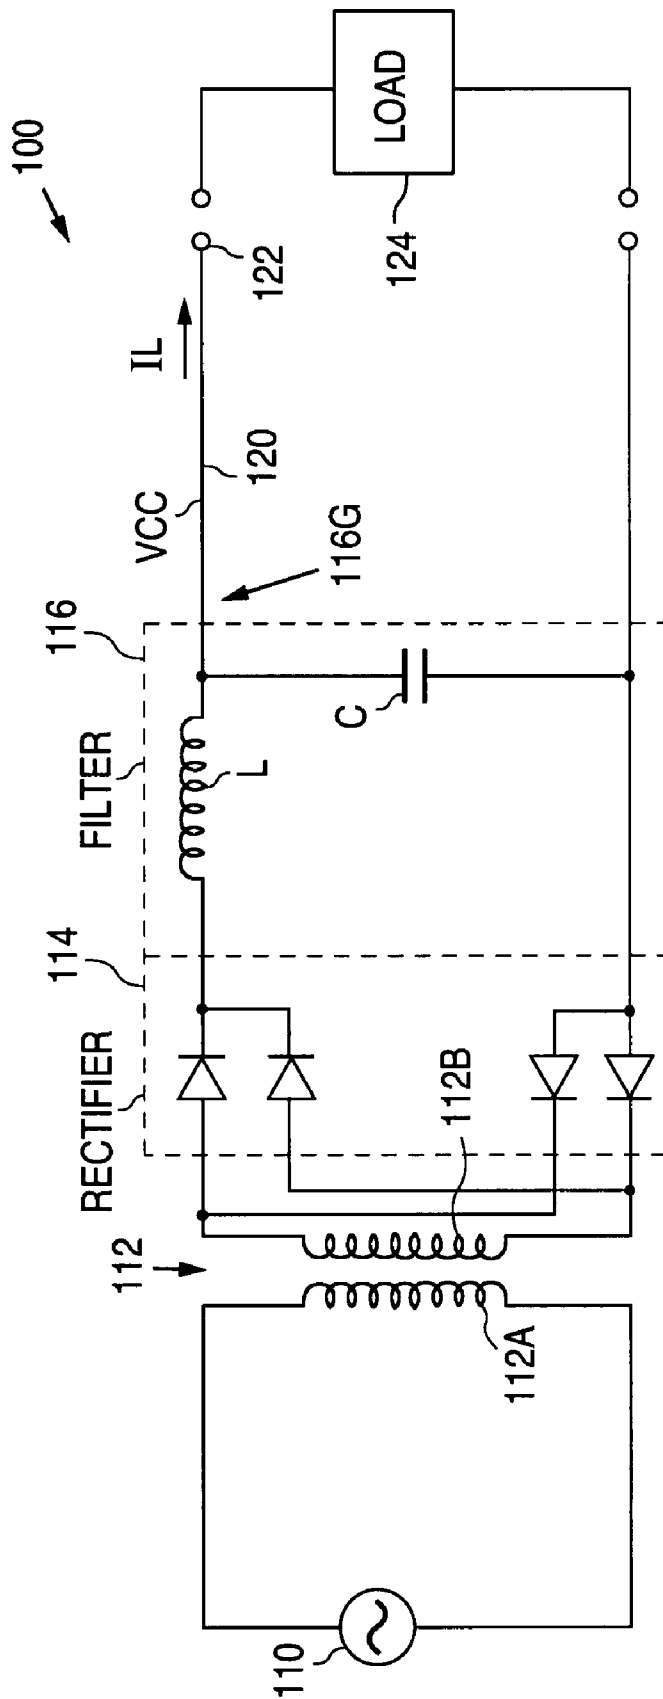 100
RECTIFIER
114
FILTER
116
VCC
120
IL
122
LOAD
124
116G
L
C
112
112B
112A
110